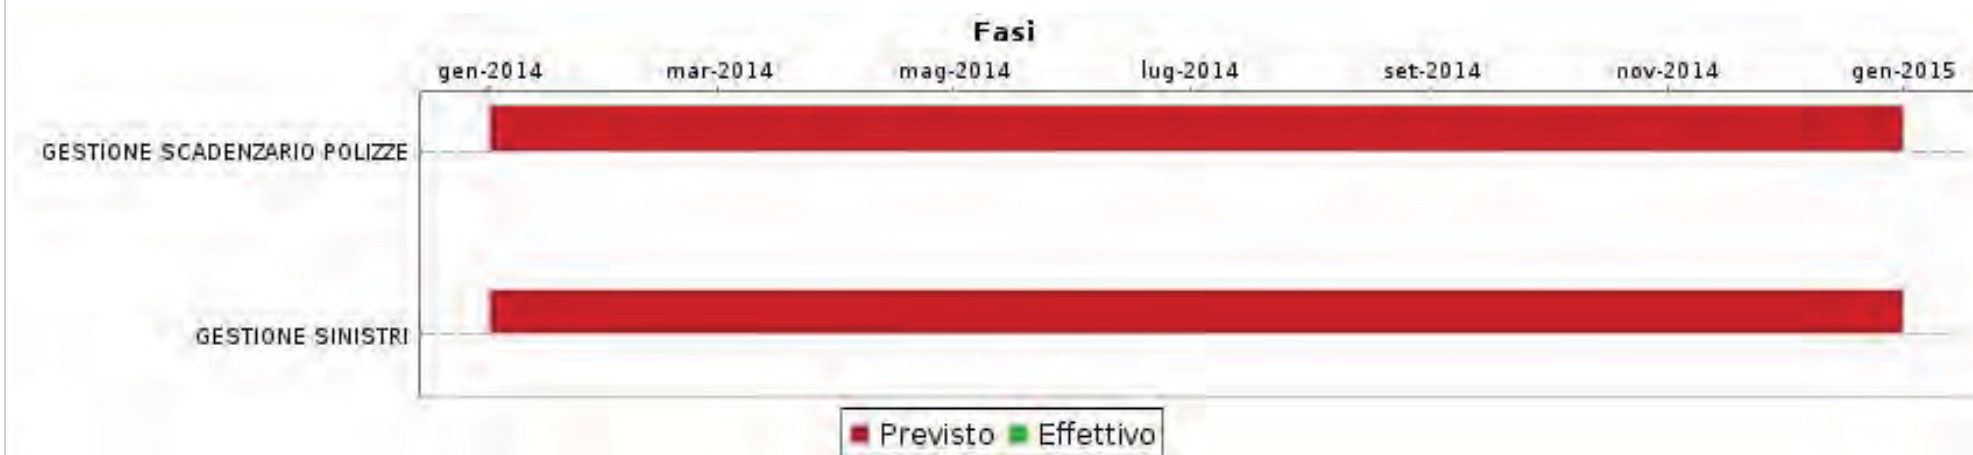 Fasi
gen-2014 mar-2014 mag-2014 lug-2014 set-2014 nov-2014 gen-2015
GESTIONE SCADENZARIO POLIZZE
GESTIONE SINISTRI
Previsto Effettivo